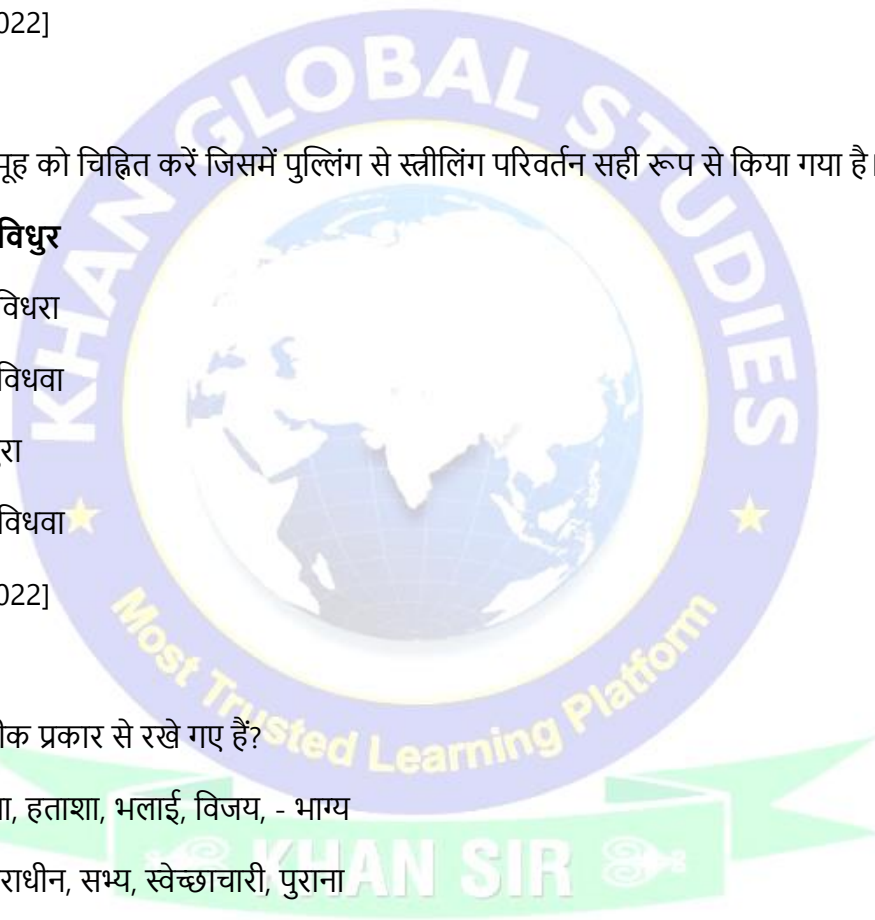 022]
KHAN GLOBAL STUDIES
मूह को चिह्नित करें जिसमें पुल्लिंग से स्त्रीलिंग परिवर्तन सही रूप से किया गया है।
विधुर
विधरा
विधवा
रा
विधवा
022]
Most Trusted Learning Platform
ीक प्रकार से रखे गए हैं?
ा, हताशा, भलाई, विजय, - भाग्य
KHAN SIR
राधीन, सभ्य, स्वेच्छाचारी, पुराना